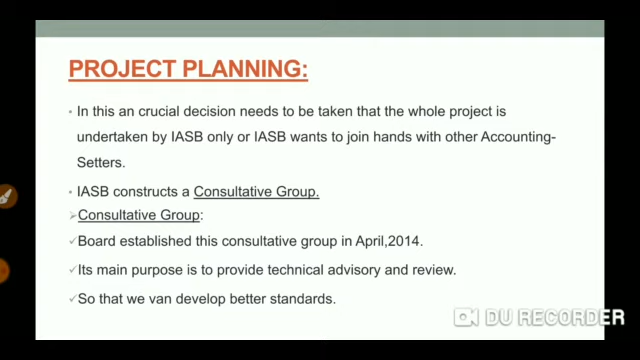 PROJECT PLANNING:
• In this an crucial decision needs to be taken that the whole project is
undertaken by IASB only or IASB wants to join hands with other Accounting-
Setters.
• IASB constructs a Consultative Group.
➢Consultative Group:
✓Board established this consultative group in April,2014.
✓Its main purpose is to provide technical advisory and review.
✓So that we van develop better standards.
DU RECORDER